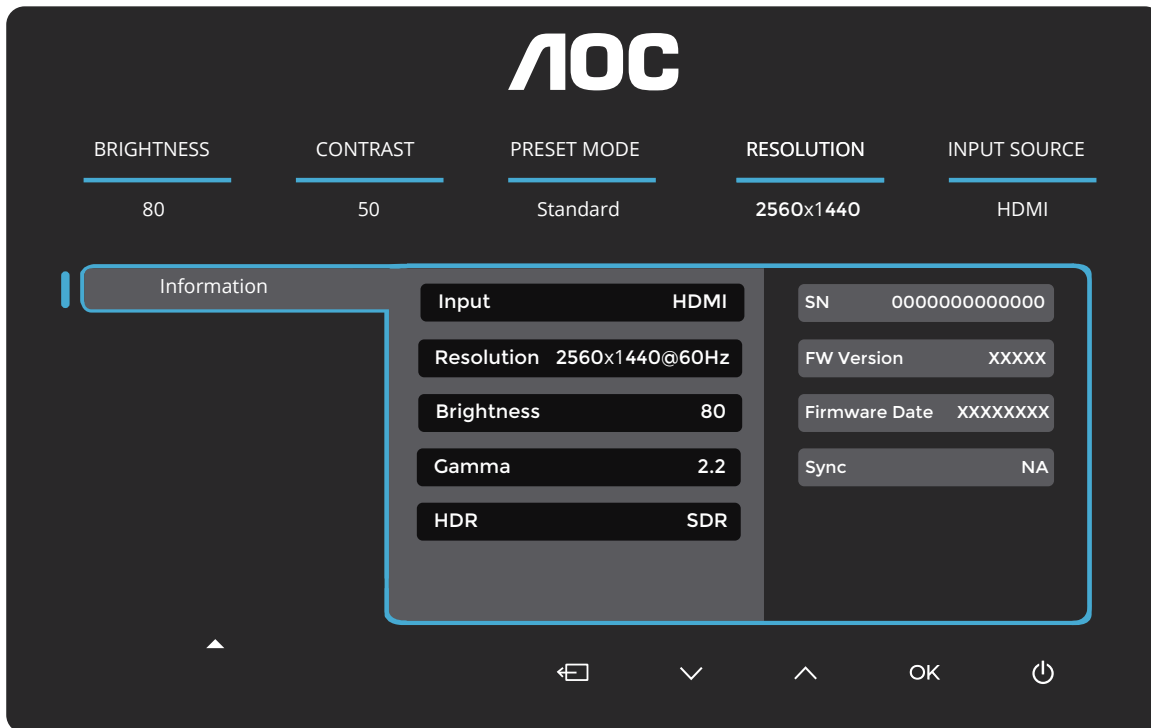 AOC
BRIGHTNESS CONTRAST PRESET MODE RESOLUTION INPUT SOURCE
80 50 Standard 2560x1440 HDMI
Information
Input HDMI
Resolution 2560x1440@60Hz
Brightness 80
Gamma 2.2
HDR SDR
SN 0000000000000
FW Version XXXXX
Firmware Date XXXXXXXX
Sync NA
OK